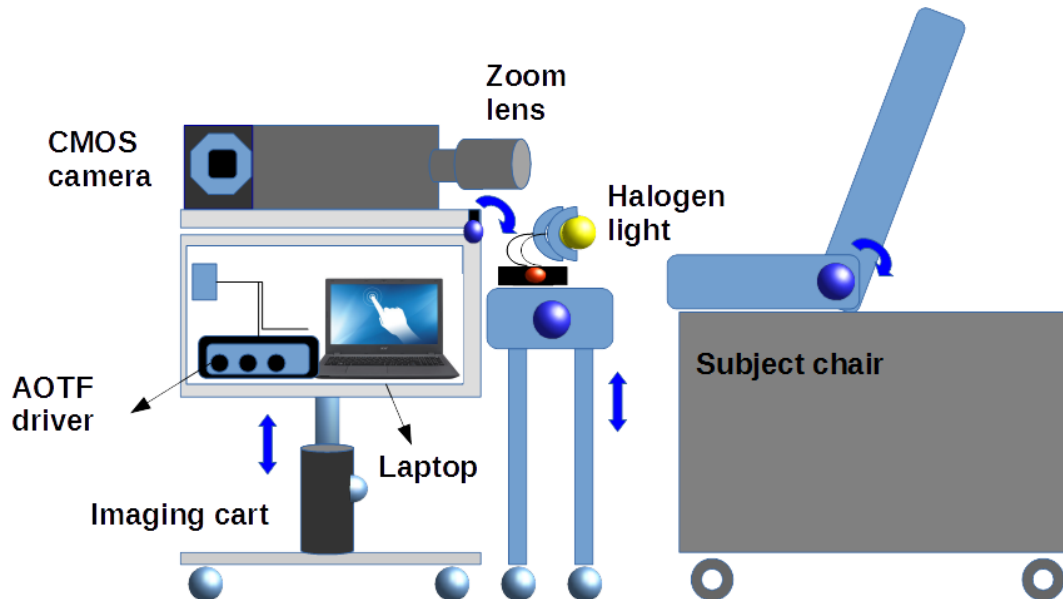 Zoom
lens
CMOS
camera
Halogen
light
Subject chair
AOTF
driver
Laptop
Imaging cart